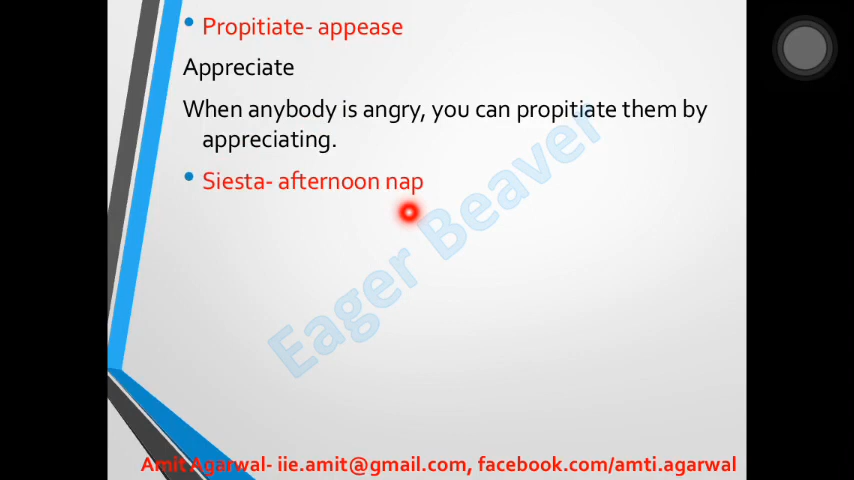 Propitiate- appease
Appreciate
When anybody is angry, you can propitiate them by
appreciating.
Siesta- afternoon nap
Eager Beaver
Amit Agarwal- iie.amit@gmail.com, facebook.com/amti.agarwal